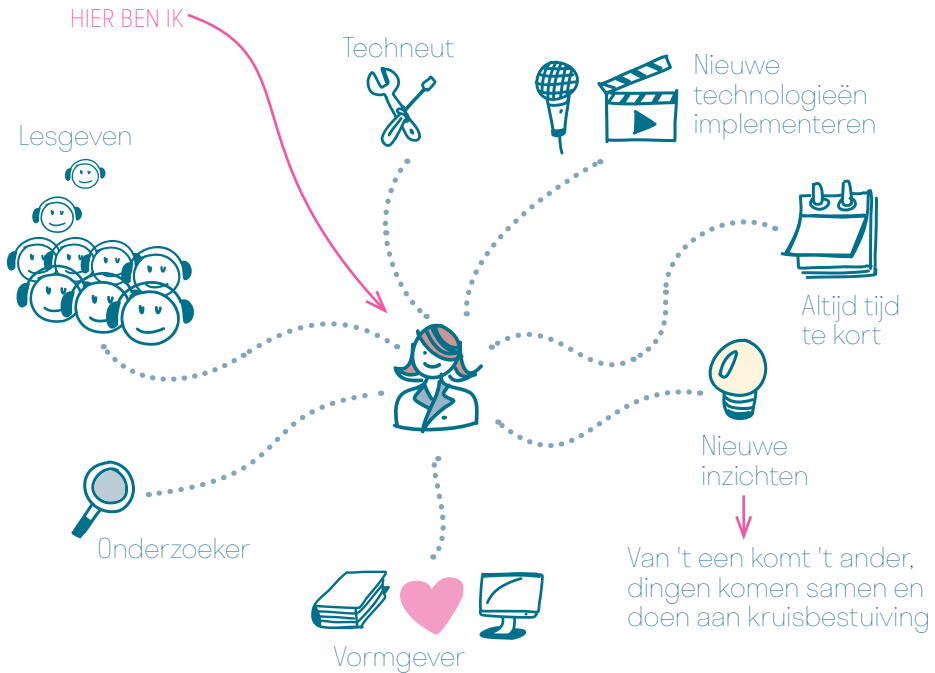 HIER BEN IK
Techneut
Nieuwe
technologieën
implementeren
Lesgeven
Altijd tijd
te kort
Nieuwe
inzichten
Onderzoeker
Van 't een komt 't ander,
dingen komen samen en
doen aan kruisbestuiving
Vormgever